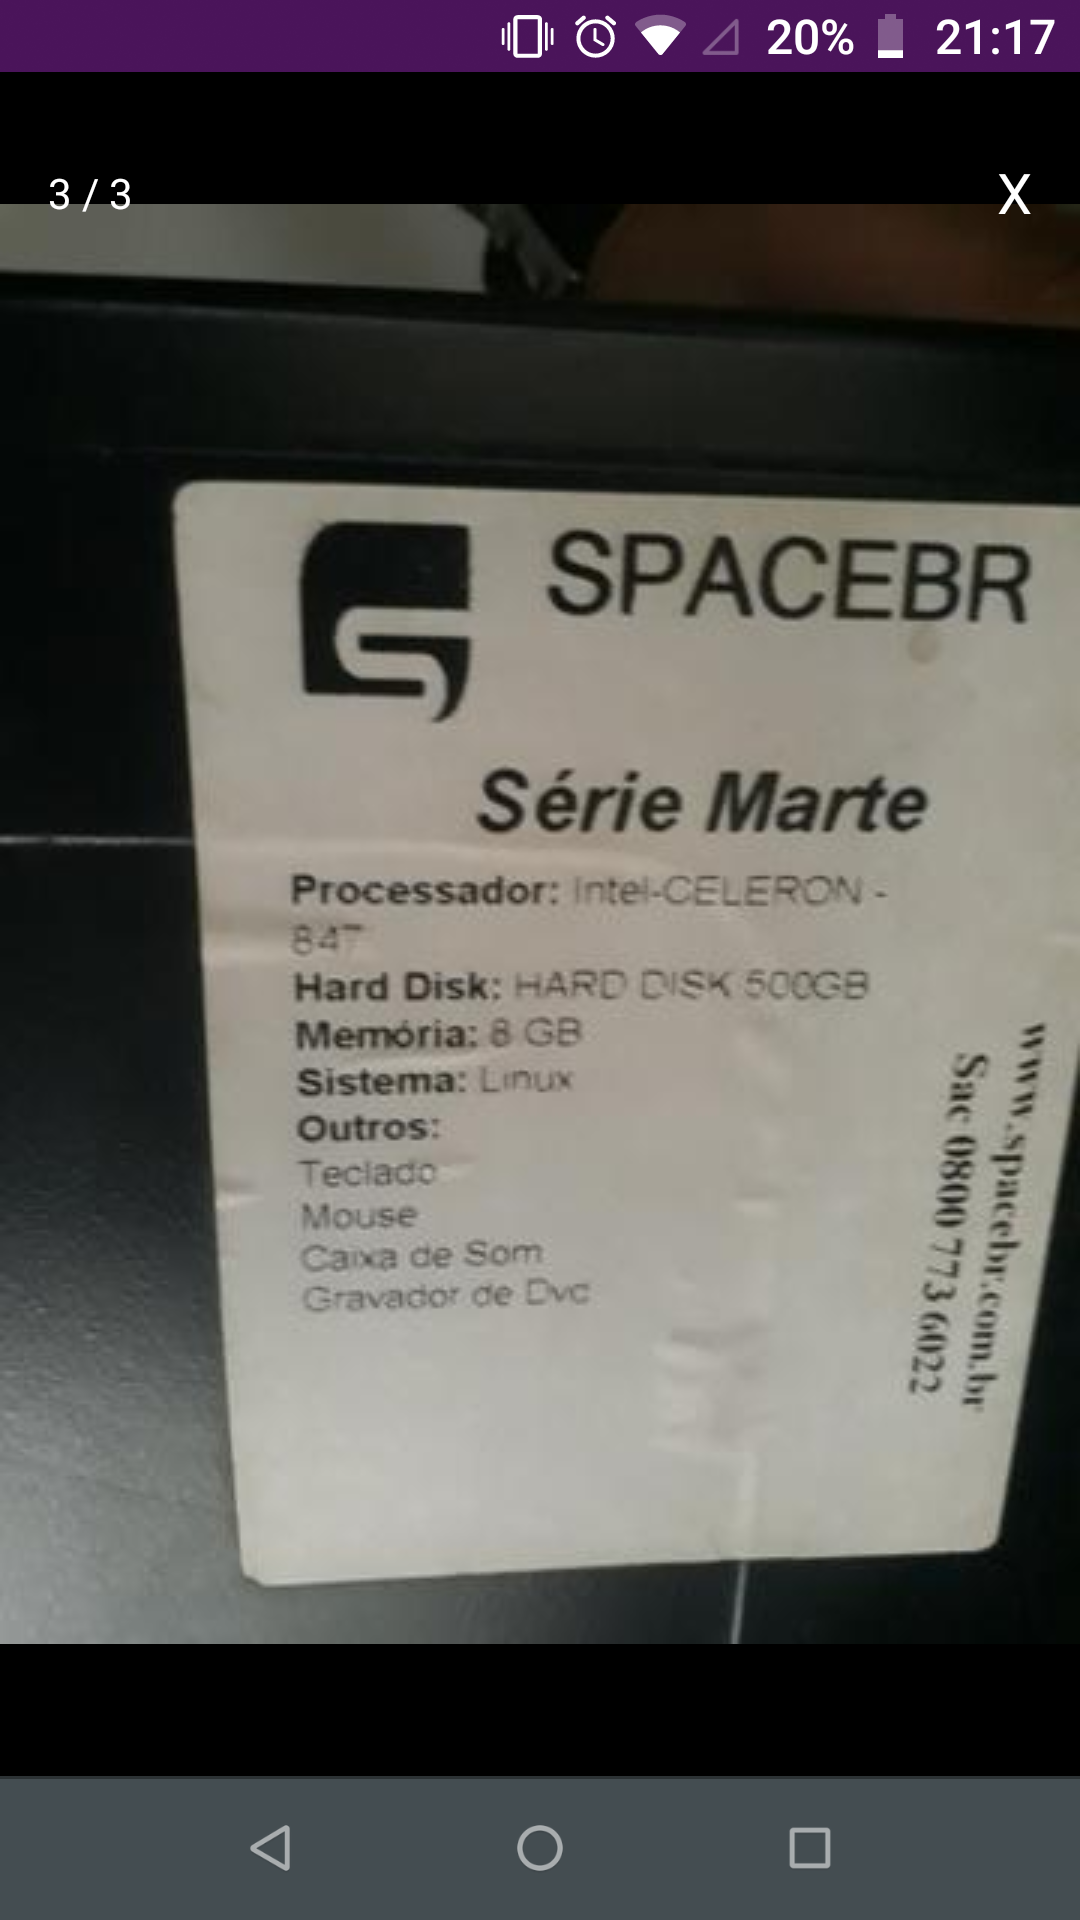 20% 21:17
3 / 3
X
SPACEBR
Série Marte
Processador: Intel-CELERON -
847
Hard Disk: HARD DISK 500GB
Memória: 8 GB
Sistema: Linux
Outros:
Teclado
Mouse
Caixa de Som
Gravador de Dvd
www.spacebr.com.br
Sac 0800 773 6022